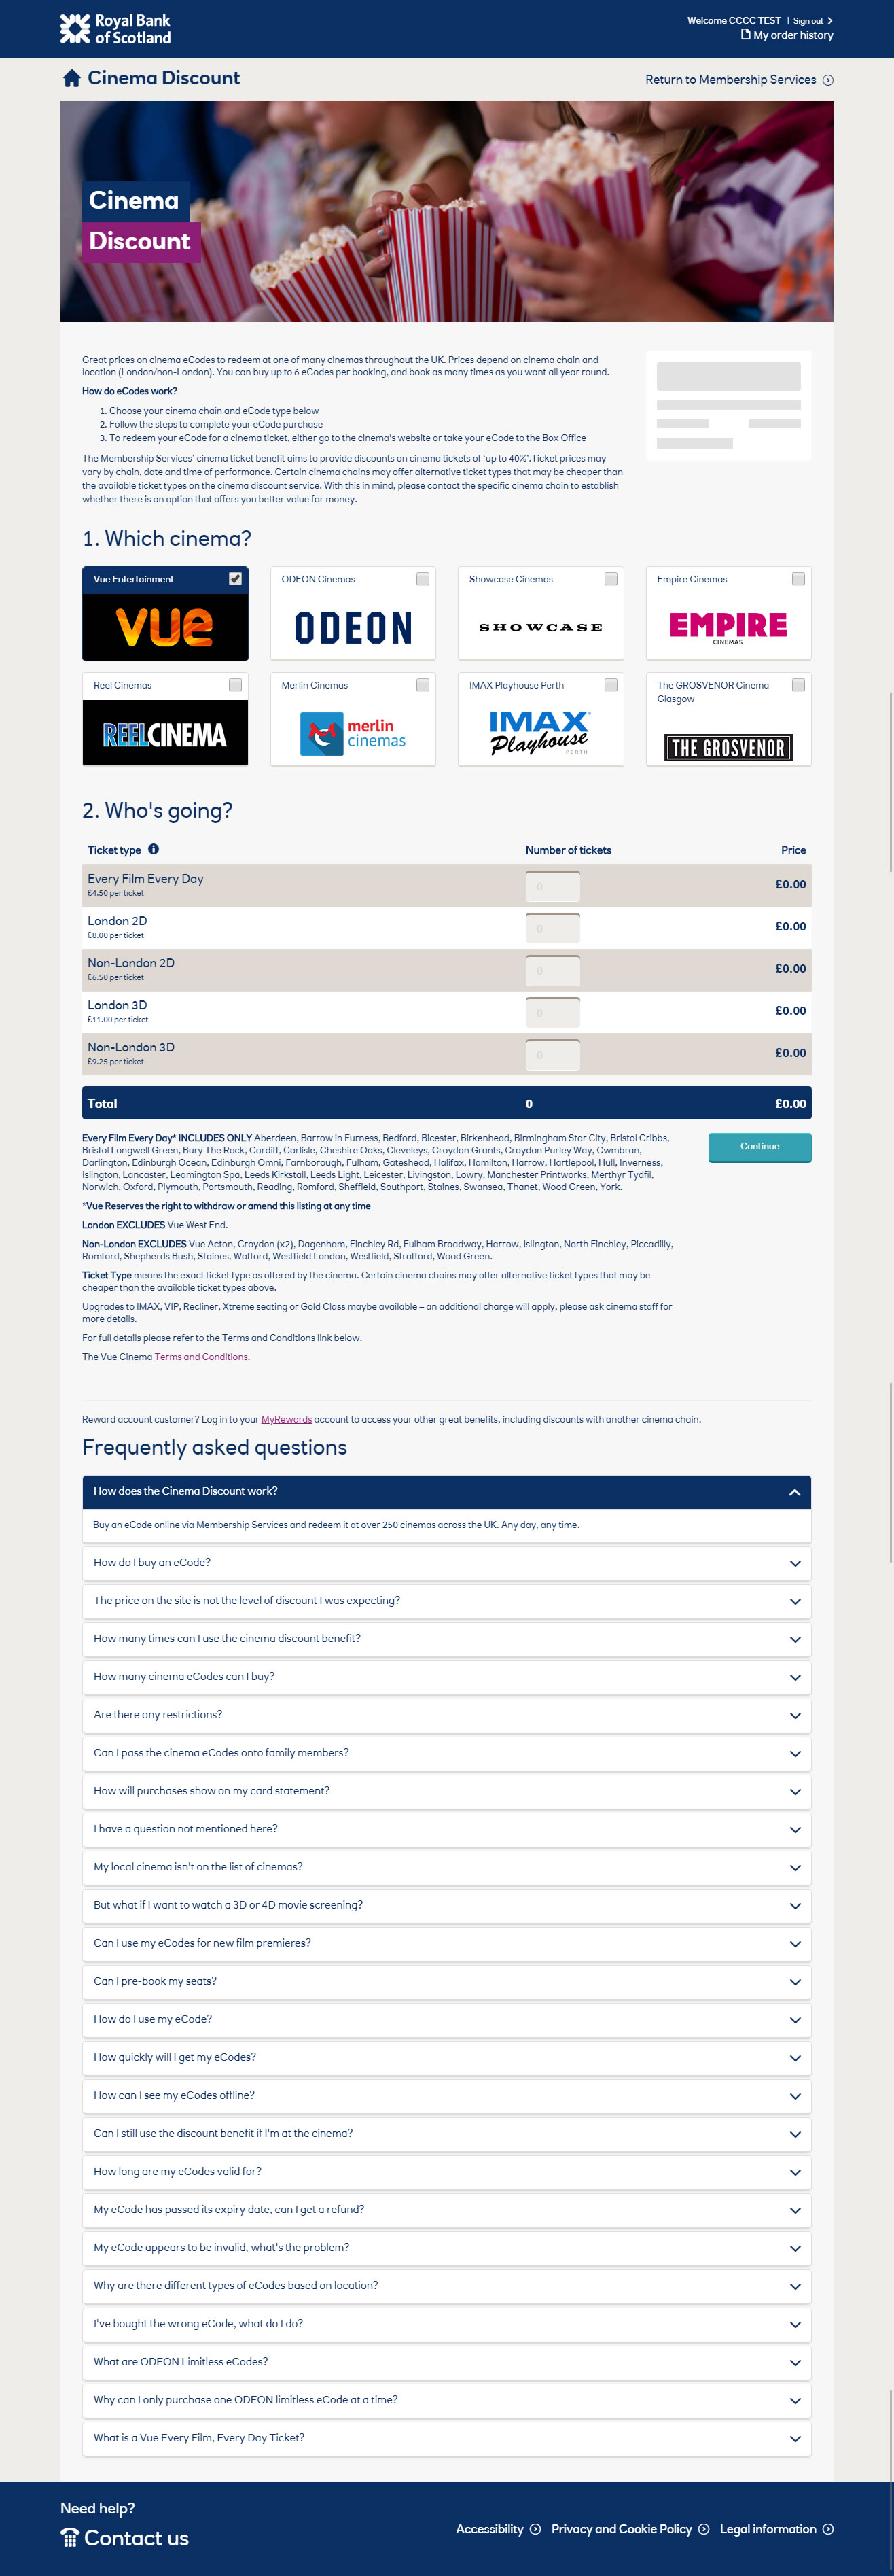 Royal Bank
of Scotland
Welcome CCCC TEST | Sign out
My order history
Cinema Discount
Return to Membership Services
Cinema
Discount
Great prices on cinema eCodes to redeem at one of many cinemas throughout the UK. Prices depend on cinema chain and
location (London/non-London). You can buy up to 6 eCodes per booking, and book as many times as you want all year round.
How do eCodes work?
1. Choose your cinema chain and eCode type below
2. Follow the steps to complete your eCode purchase
3. To redeem your eCode for a cinema ticket, either go to the cinema's website or take your eCode to the Box Office
The Membership Services' cinema ticket benefit aims to provide discounts on cinema tickets of 'up to 40%'.Ticket prices may
vary by chain, date and time of performance. Certain cinema chains may offer alternative ticket types that may be cheaper than
the available ticket types on the cinema discount service. With this in mind, please contact the specific cinema chain to establish
whether there is an option that offers you better value for money.
1. Which cinema?
Vue Entertainment
vue
ODEON Cinemas
ODEON
Showcase Cinemas
SHOWCASE
Empire Cinemas
EMPIRE
CINEMAS
Reel Cinemas
REELCINEMA
Merlin Cinemas
merlin
cinemas
IMAX Playhouse Perth
IMAX
Playhouse
PERTH
The GROSVENOR Cinema
Glasgow
THE GROSVENOR
2. Who's going?
Ticket type Number of tickets Price
Every Film Every Day
£4.50 per ticket
0
£0.00
London 2D
£8.00 per ticket
0
£0.00
Non-London 2D
£6.50 per ticket
0
£0.00
London 3D
£11.00 per ticket
0
£0.00
Non-London 3D
£9.25 per ticket
0
£0.00
Total 0 £0.00
Continue
Every Film Every Day* INCLUDES ONLY Aberdeen, Barrow in Furness, Bedford, Bicester, Birkenhead, Birmingham Star City, Bristol Cribbs,
Bristol Longwell Green, Bury The Rock, Cardiff, Carlisle, Cheshire Oaks, Cleveleys, Croydon Grants, Croydon Purley Way, Cwmbran,
Darlington, Edinburgh Ocean, Edinburgh Omni, Farnborough, Fulham, Gateshead, Halifax, Hamilton, Harrow, Hartlepool, Hull, Inverness,
Islington, Lancaster, Leamington Spa, Leeds Kirkstall, Leeds Light, Leicester, Livingston, Lowry, Manchester Printworks, Merthyr Tydfil,
Norwich, Oxford, Plymouth, Portsmouth, Reading, Romford, Sheffield, Southport, Staines, Swansea, Thanet, Wood Green, York.
*Vue Reserves the right to withdraw or amend this listing at any time
London EXCLUDES Vue West End.
Non-London EXCLUDES Vue Acton, Croydon (x2), Dagenham, Finchley Rd, Fulham Broadway, Harrow, Islington, North Finchley, Piccadilly,
Romford, Shepherds Bush, Staines, Watford, Westfield London, Westfield, Stratford, Wood Green.
Ticket Type means the exact ticket type as offered by the cinema. Certain cinema chains may offer alternative ticket types that may be
cheaper than the available ticket types above.
Upgrades to IMAX, VIP, Recliner, Xtreme seating or Gold Class maybe available – an additional charge will apply, please ask cinema staff for
more details.
For full details please refer to the Terms and Conditions link below.
The Vue Cinema Terms and Conditions.
Reward account customer? Log in to your MyRewards account to access your other great benefits, including discounts with another cinema chain.
Frequently asked questions
How does the Cinema Discount work?
Buy an eCode online via Membership Services and redeem it at over 250 cinemas across the UK. Any day, any time.
How do I buy an eCode?
The price on the site is not the level of discount I was expecting?
How many times can I use the cinema discount benefit?
How many cinema eCodes can I buy?
Are there any restrictions?
Can I pass the cinema eCodes onto family members?
How will purchases show on my card statement?
I have a question not mentioned here?
My local cinema isn't on the list of cinemas?
But what if I want to watch a 3D or 4D movie screening?
Can I use my eCodes for new film premieres?
Can I pre-book my seats?
How do I use my eCode?
How quickly will I get my eCodes?
How can I see my eCodes offline?
Can I still use the discount benefit if I'm at the cinema?
How long are my eCodes valid for?
My eCode has passed its expiry date, can I get a refund?
My eCode appears to be invalid, what's the problem?
Why are there different types of eCodes based on location?
I've bought the wrong eCode, what do I do?
What are ODEON Limitless eCodes?
Why can I only purchase one ODEON limitless eCode at a time?
What is a Vue Every Film, Every Day Ticket?
Need help?
Contact us
Accessibility Privacy and Cookie Policy Legal information